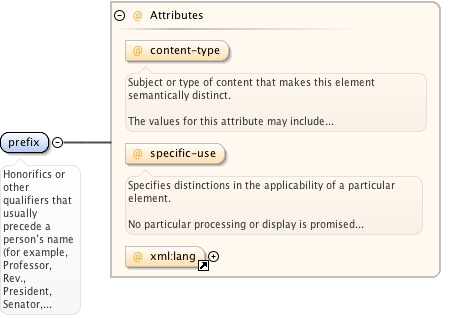 @ Attributes
@ content-type
Subject or type of content that makes this element
semantically distinct.
The values for this attribute may include...
prefix
@ specific-use
Honorifics or
other
qualifiers that
usually
precede a
person's name
(for example,
Professor,
Rev.,
President,
Senator,...
Specifies distinctions in the applicability of a particular
element.
No particular processing or display is promised...
@ xml:lang